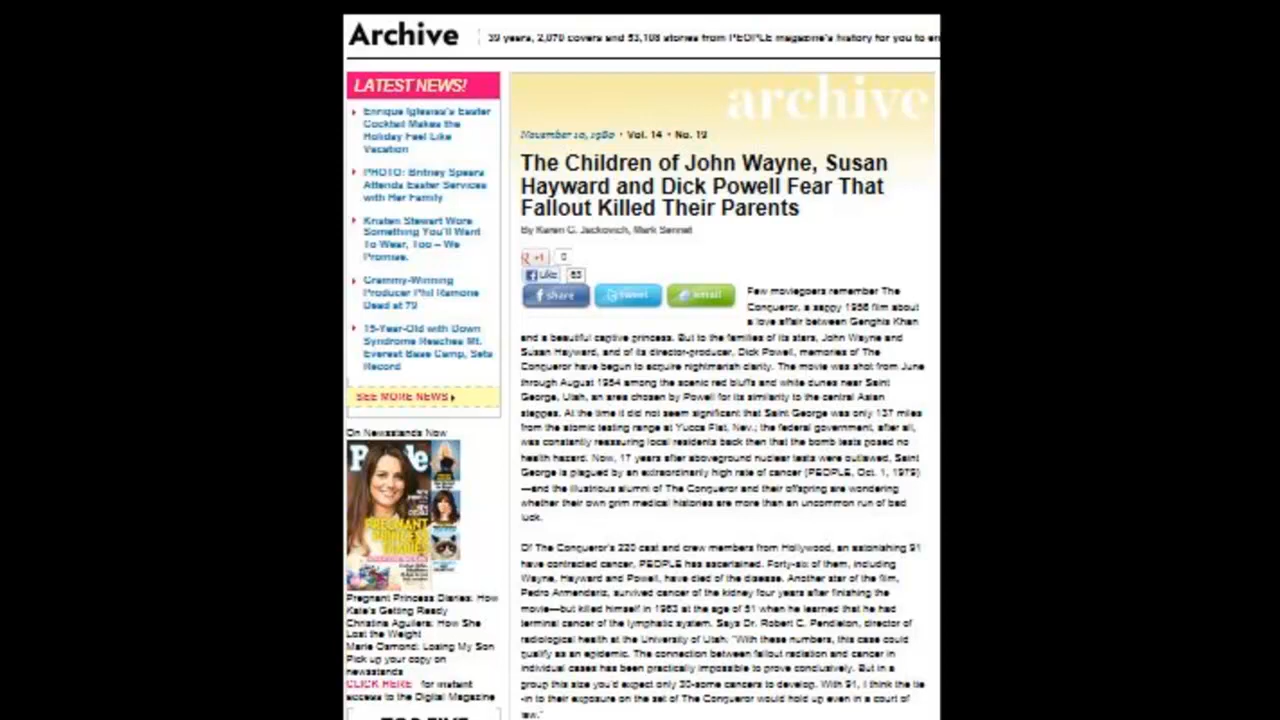 Archive
39 years, 2,070 covers and 53,108 stories from PEOPLE magazine's history for you to en
LATEST NEWS!
Enrique Iglesias's Easter
Cocktail Makes the
Holiday Feel Like
Vacation
PHOTO: Britney Spears
Attends Easter Services
with Her Family
Kristen Stewart Wore
Something You'll Want
To Wear, Too – We
Promise.
Grammy-Winning
Producer Phil Ramone
Dead at 79
15-Year-Old with Down
Syndrome Reaches Mt.
Everest Base Camp, Sets
Record
SEE MORE NEWS
On Newsstands Now
People
PREGNANT
PRINCESS
DIARIES
Pregnant Princess Diaries: How
Kate's Getting Ready
Christina Aguilera: How She
Lost the Weight
Marie Osmond: Losing My Son
Pick up your copy on
newsstands
CLICK HERE for instant
access to the Digital Magazine
archive
November 10, 1980 • Vol. 14 • No. 19
The Children of John Wayne, Susan
Hayward and Dick Powell Fear That
Fallout Killed Their Parents
By Karen G. Jackovich, Mark Sennet
+1 0
Like 63
share tweet email
Few moviegoers remember The
Conqueror, a sappy 1956 film about
a love affair between Genghis Khan
and a beautiful captive princess. But to the families of its stars, John Wayne and
Susan Hayward, and of its director-producer, Dick Powell, memories of The
Conqueror have begun to acquire nightmarish clarity. The movie was shot from June
through August 1954 among the scenic red bluffs and white dunes near Saint
George, Utah, an area chosen by Powell for its similarity to the central Asian
steppes. At the time it did not seem significant that Saint George was only 137 miles
from the atomic testing range at Yucca Flat, Nev.; the federal government, after all,
was constantly reassuring local residents back then that the bomb tests posed no
health hazard. Now, 17 years after aboveground nuclear tests were outlawed, Saint
George is plagued by an extraordinarily high rate of cancer (PEOPLE, Oct. 1, 1979)
—and the illustrious alumni of The Conqueror and their offspring are wondering
whether their own grim medical histories are more than an uncommon run of bad
luck.
Of The Conqueror's 220 cast and crew members from Hollywood, an astonishing 91
have contracted cancer, PEOPLE has ascertained. Forty-six of them, including
Wayne, Hayward and Powell, have died of the disease. Another star of the film,
Pedro Armendariz, survived cancer of the kidney four years after finishing the
movie—but killed himself in 1963 at the age of 51 when he learned that he had
terminal cancer of the lymphatic system. Says Dr. Robert C. Pendleton, director of
radiological health at the University of Utah: "With these numbers, this case could
qualify as an epidemic. The connection between fallout radiation and cancer in
individual cases has been practically impossible to prove conclusively. But in a
group this size you'd expect only 30-some cancers to develop. With 91, I think the tie
-in to their exposure on the set of The Conqueror would hold up even in a court of
law."